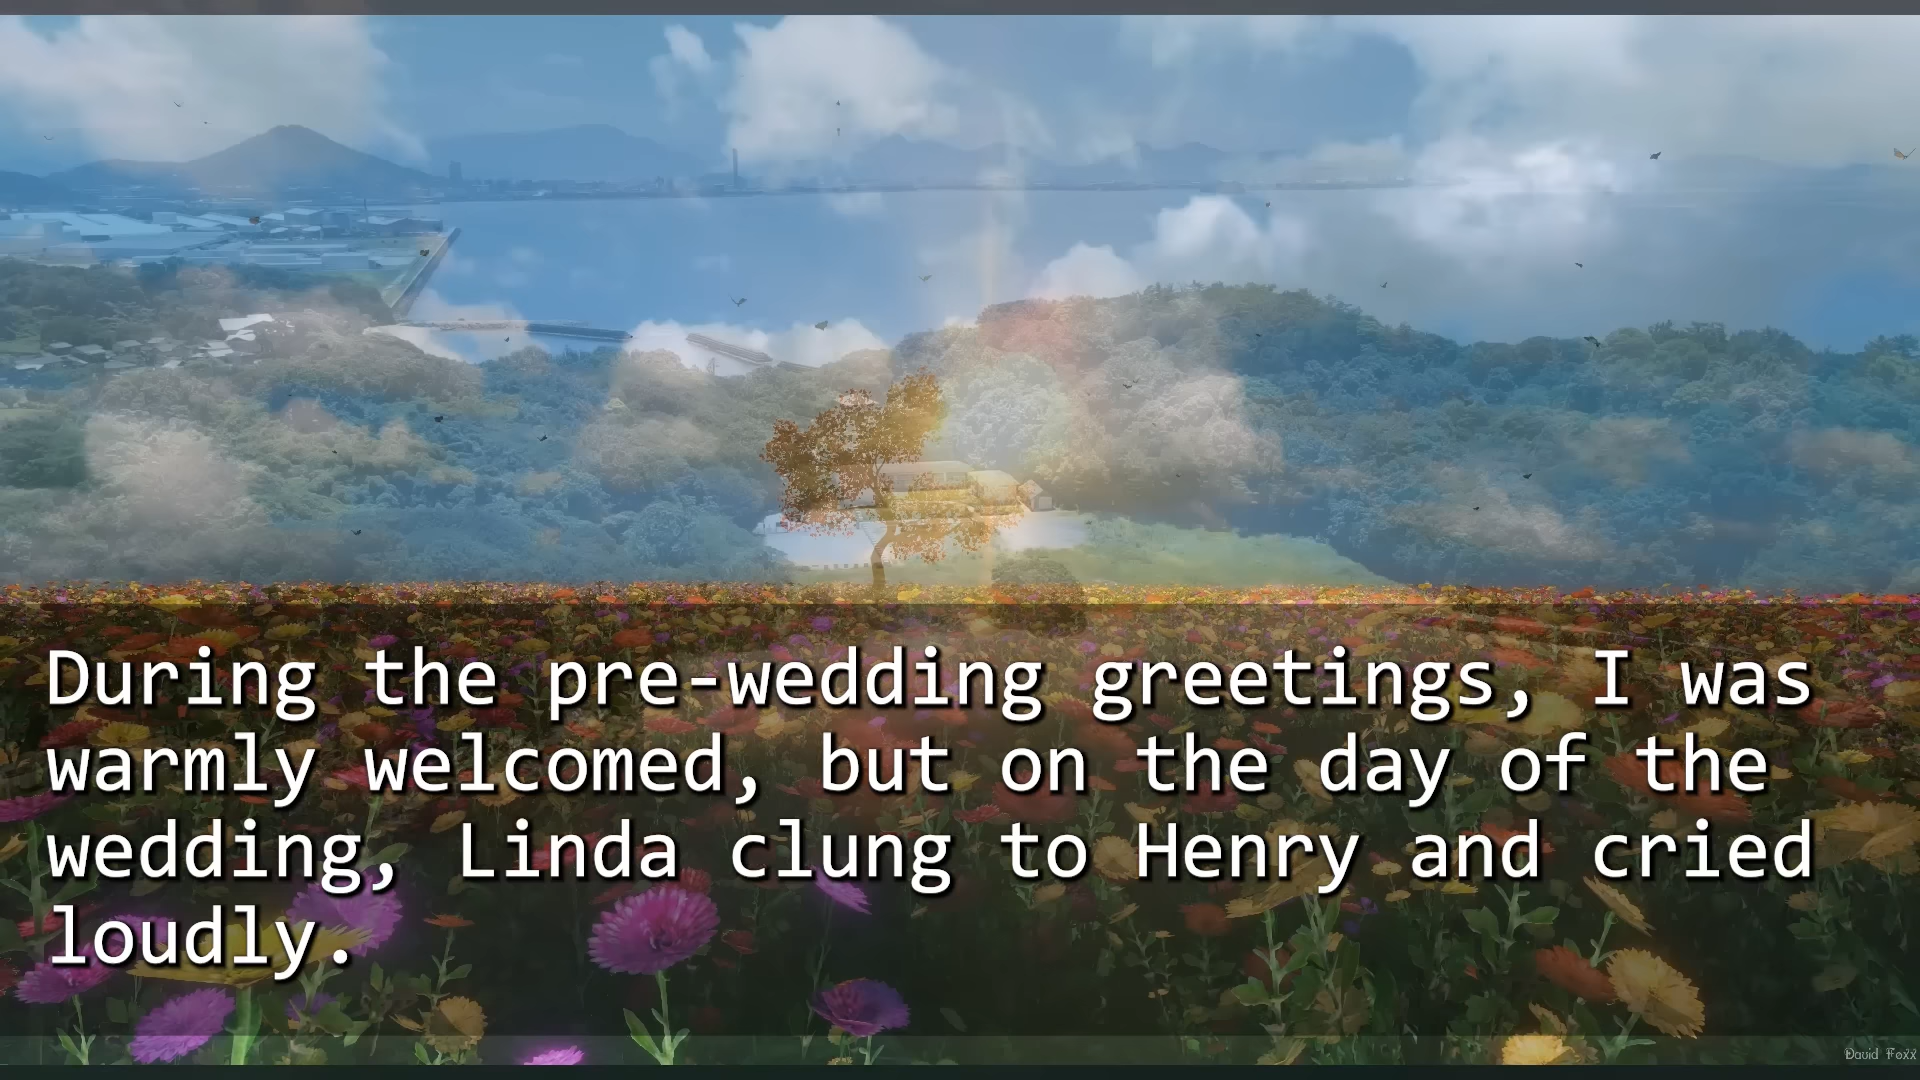 During the pre-wedding greetings, I was
warmly welcomed, but on the day of the
wedding, Linda clung to Henry and cried
loudly.
David Foxx